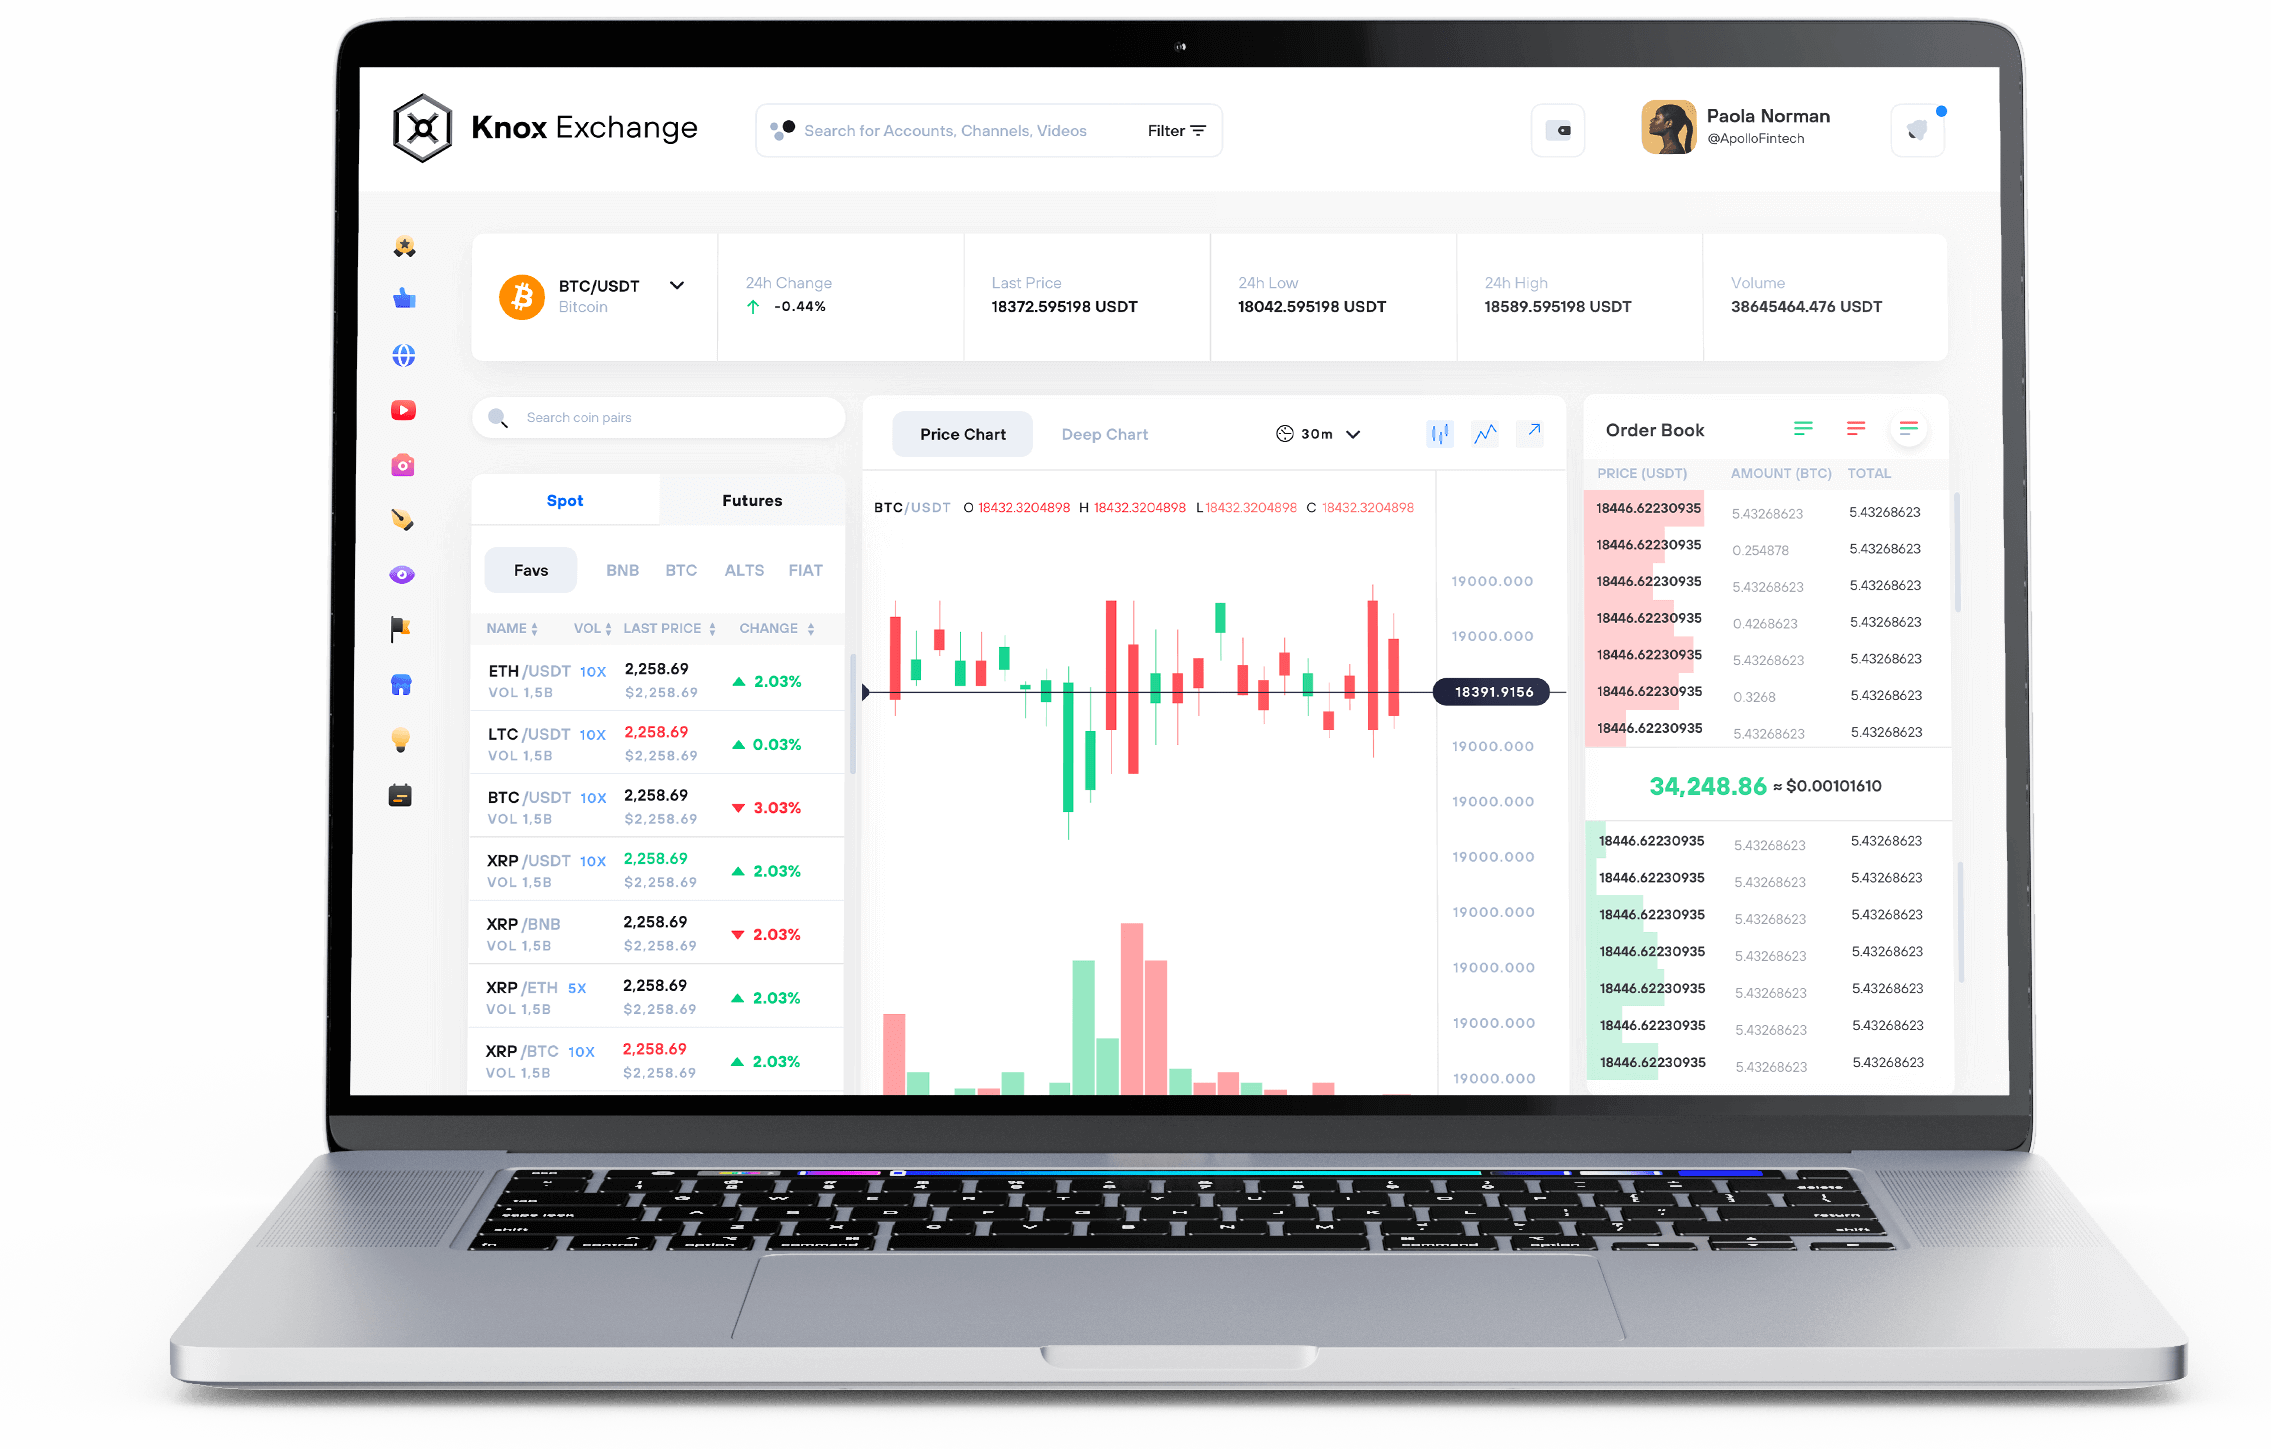 Knox Exchange
Search for Accounts, Channels, Videos
Filter
Paola Norman
@ApolloFintech
BTC/USDT
Bitcoin
24h Change
-0.44%
Last Price
18372.595198 USDT
24h Low
18042.595198 USDT
24h High
18589.595198 USDT
Volume
38645464.476 USDT
Search coin pairs
Spot
Futures
Favs BNB BTC ALTS FIAT
NAME VOL LAST PRICE CHANGE
ETH /USDT 10X 2,258.69 2.03%
VOL 1,5B $2,258.69
LTC /USDT 10X 2,258.69 0.03%
VOL 1,5B $2,258.69
BTC /USDT 10X 2,258.69 3.03%
VOL 1,5B $2,258.69
XRP /USDT 10X 2,258.69 2.03%
VOL 1,5B $2,258.69
XRP /BNB 2,258.69 2.03%
VOL 1,5B $2,258.69
XRP /ETH 5X 2,258.69 2.03%
VOL 1,5B $2,258.69
XRP /BTC 10X 2,258.69 2.03%
VOL 1,5B $2,258.69
Price Chart Deep Chart 30m
BTC/USDT O 18432.3204898 H 18432.3204898 L 18432.3204898 C 18432.3204898
19000.000
19000.000
18391.9156
19000.000
19000.000
19000.000
19000.000
19000.000
19000.000
19000.000
Order Book
PRICE (USDT) AMOUNT (BTC) TOTAL
18446.62230935 5.43268623 5.43268623
18446.62230935 0.254878 5.43268623
18446.62230935 5.43268623 5.43268623
18446.62230935 0.4268623 5.43268623
18446.62230935 5.43268623 5.43268623
18446.62230935 0.3268 5.43268623
18446.62230935 5.43268623 5.43268623
34,248.86 ≈ $0.00101610
18446.62230935 5.43268623 5.43268623
18446.62230935 5.43268623 5.43268623
18446.62230935 5.43268623 5.43268623
18446.62230935 5.43268623 5.43268623
18446.62230935 5.43268623 5.43268623
18446.62230935 5.43268623 5.43268623
18446.62230935 5.43268623 5.43268623
delete
tab Q W E R T Y U I O P
caps lock A S D F G H J K L return
shift Z X C V B N M shift
fn control option command command option